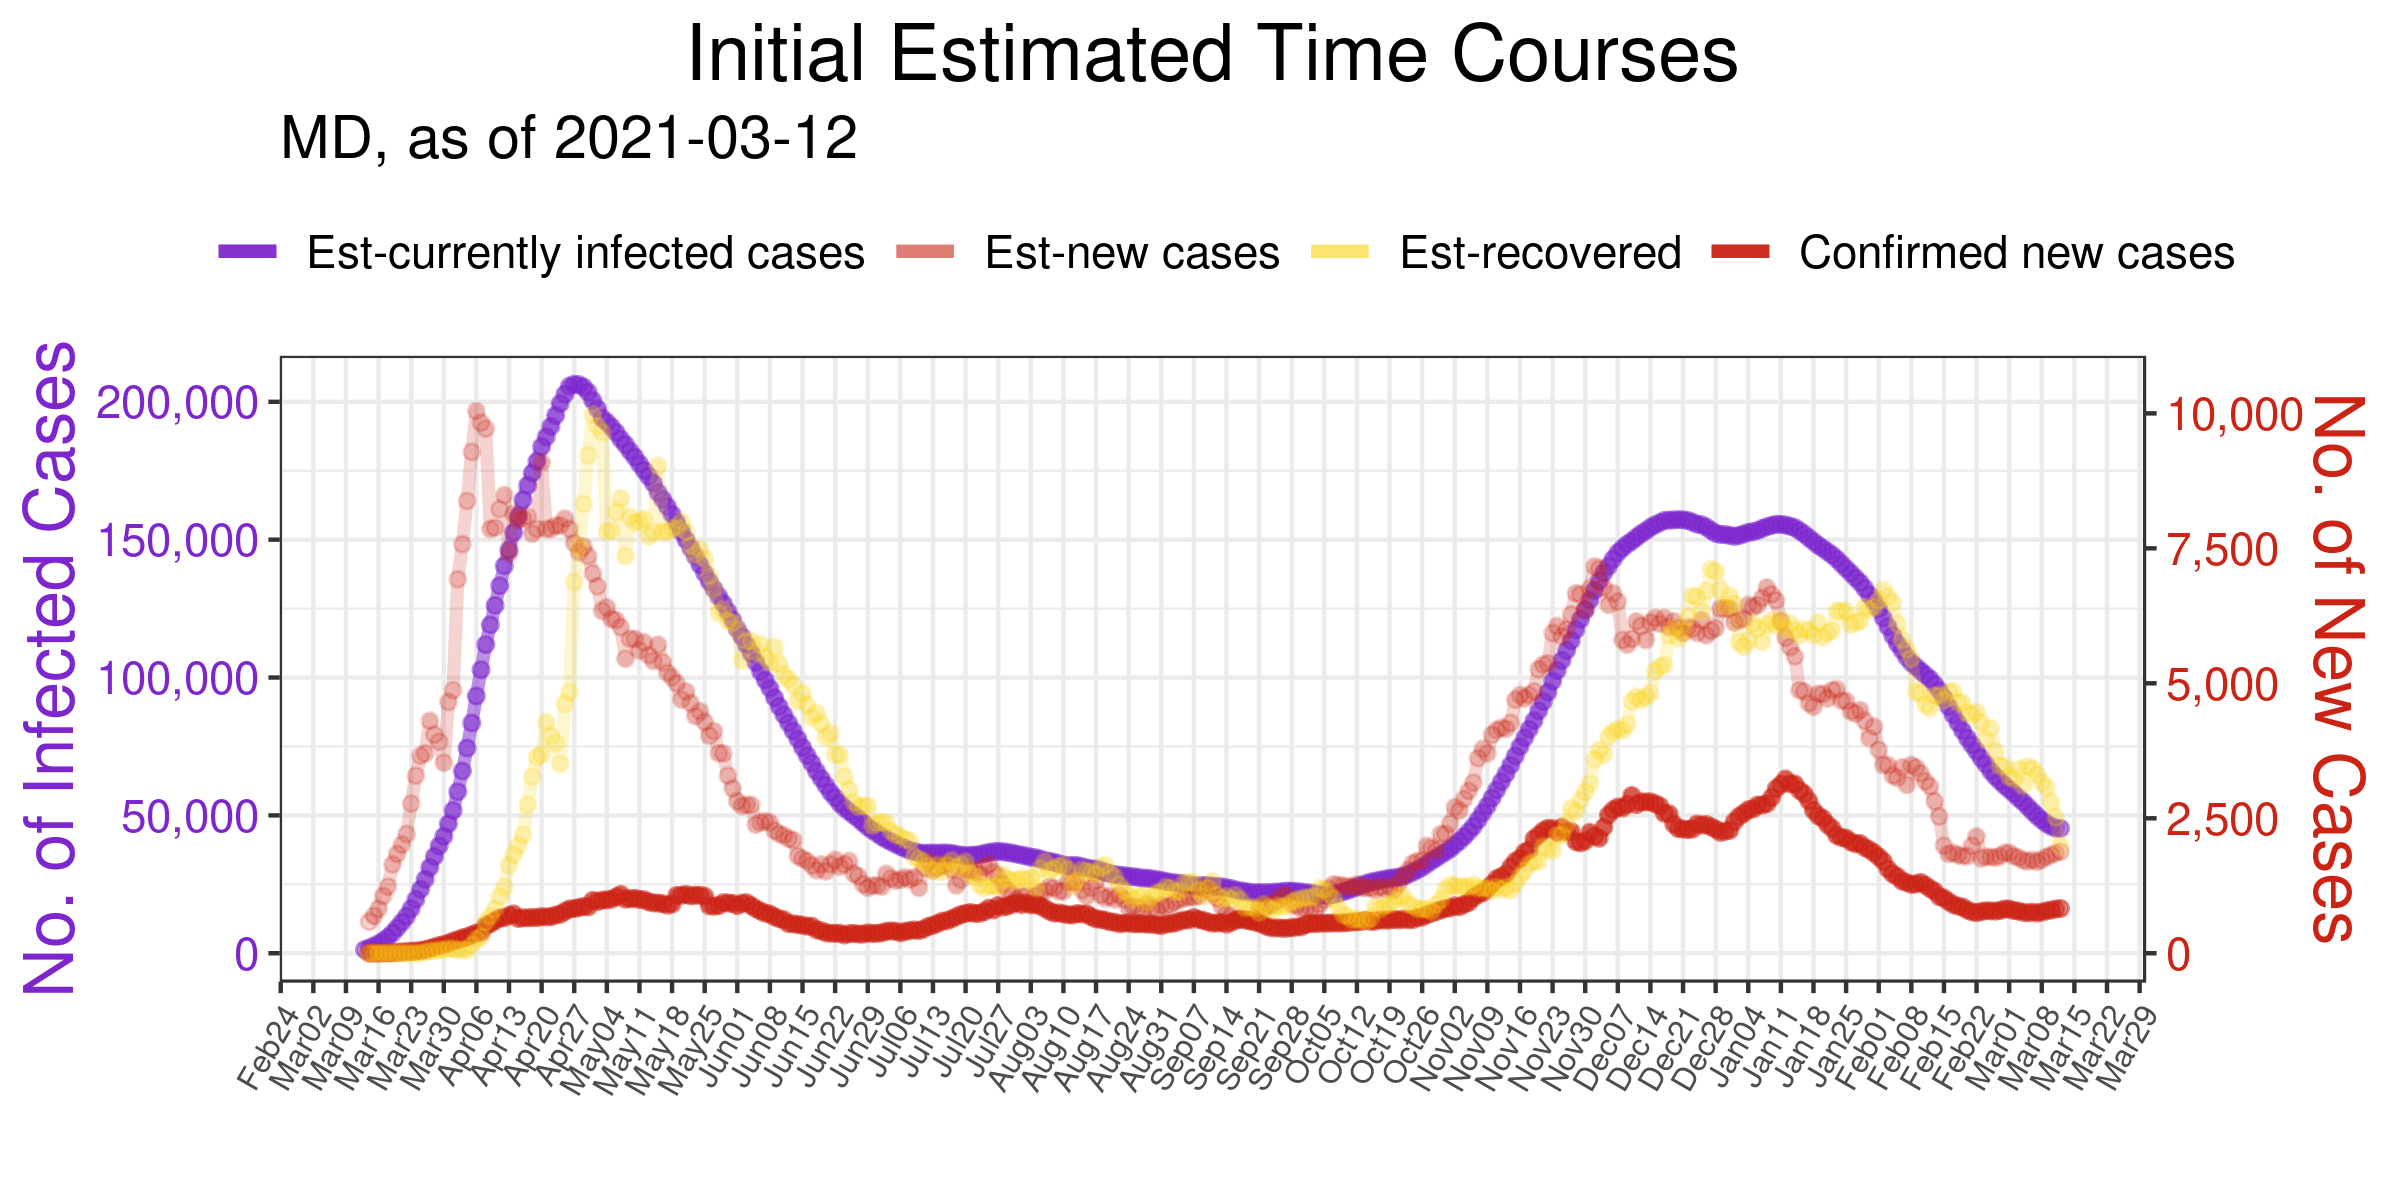 Initial Estimated Time Courses
MD, as of 2021-03-12
Est-currently infected cases Est-new cases Est-recovered Confirmed new cases
No. of Infected Cases
200,000
150,000
100,000
50,000
0
10,000
7,500
5,000
2,500
0
No. of New Cases
Feb24 Mar02 Mar09 Mar16 Mar23 Mar30 Apr06 Apr13 Apr20 Apr27 May04 May11 May18 May25 Jun01 Jun08 Jun15 Jun22 Jun29 Jul06 Jul13 Jul20 Jul27 Aug03 Aug10 Aug17 Aug24 Aug31 Sep07 Sep14 Sep21 Sep28 Oct05 Oct12 Oct19 Oct26 Nov02 Nov09 Nov16 Nov23 Nov30 Dec07 Dec14 Dec21 Dec28 Jan04 Jan11 Jan18 Jan25 Feb01 Feb08 Feb15 Feb22 Mar01 Mar08 Mar15 Mar22 Mar29